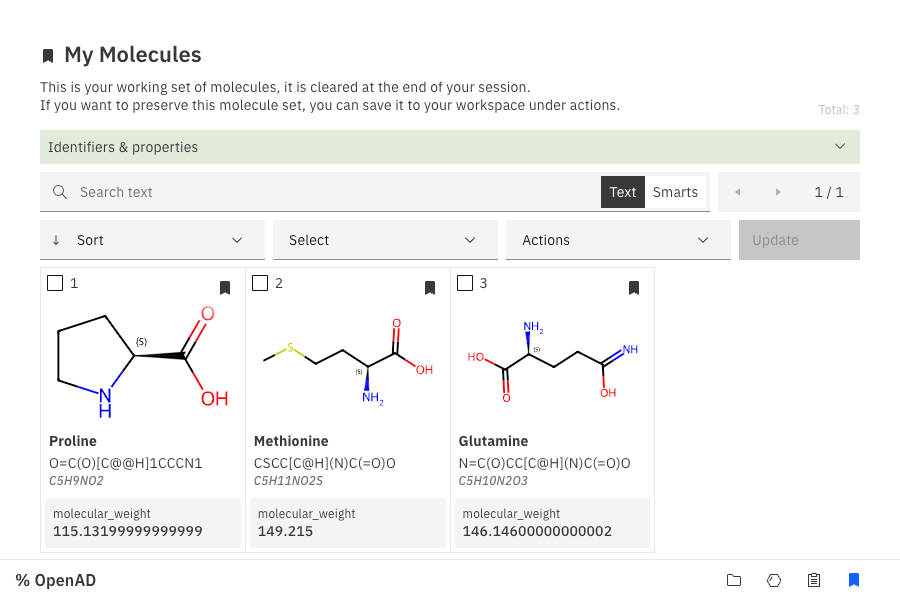 My Molecules
This is your working set of molecules, it is cleared at the end of your session.
If you want to preserve this molecule set, you can save it to your workspace under actions.
Total: 3
Identifiers & properties
Search text
Text
Smarts
1 / 1
Sort
Select
Actions
Update
1
(S)
O
OH
N
H
Proline
O=C(O)[C@@H]1CCCN1
C5H9NO2
molecular_weight
115.13199999999999
2
S
O
(S)
OH
NH2
Methionine
CSCC[C@H](N)C(=O)O
C5H11NO2S
molecular_weight
149.215
3
NH2
(S)
HO
O
NH
OH
Glutamine
N=C(O)CC[C@H](N)C(=O)O
C5H10N2O3
molecular_weight
146.14600000000002
% OpenAD